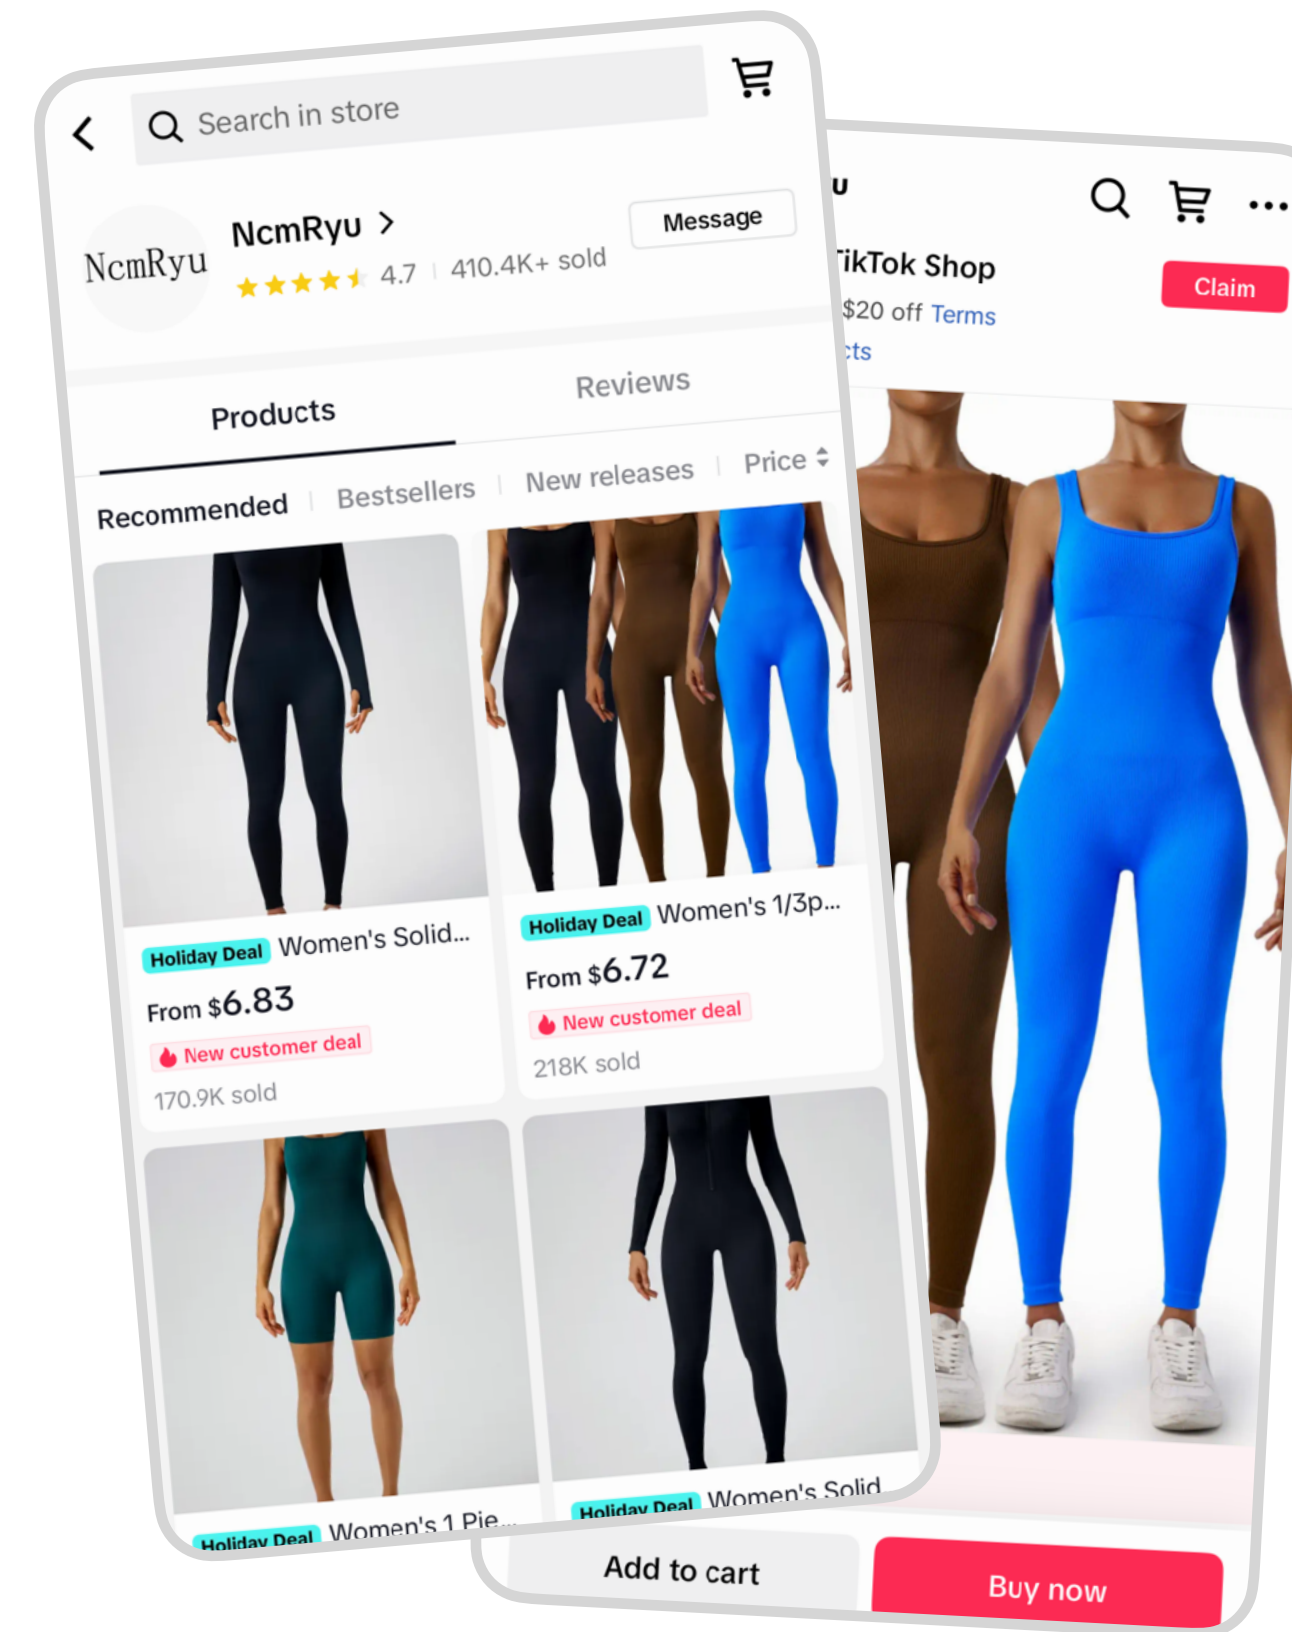 Search in store
NcmRyu
NcmRyu
4.7
410.4K+ sold
Message
Products
Reviews
Recommended
Bestsellers
New releases
Price
Holiday Deal Women's Solid...
From $6.83
New customer deal
170.9K sold
Holiday Deal Women's 1/3p...
From $6.72
New customer deal
218K sold
Holiday Deal Women's 1 Pie...
Holiday Deal Women's Solid
u
TikTok Shop
$20 off Terms
cts
Claim
Add to cart
Buy now